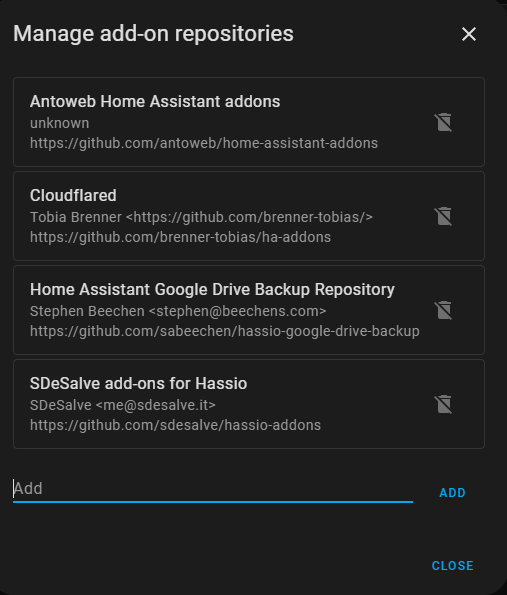 Manage add-on repositories
Antoweb Home Assistant addons
unknown
https://github.com/antoweb/home-assistant-addons
Cloudflared
Tobia Brenner <https://github.com/brenner-tobias/>
https://github.com/brenner-tobias/ha-addons
Home Assistant Google Drive Backup Repository
Stephen Beechen <stephen@beechens.com>
https://github.com/sabeechen/hassio-google-drive-backup
SDeSalve add-ons for Hassio
SDeSalve <me@sdesalve.it>
https://github.com/sdesalve/hassio-addons
Add
ADD
CLOSE